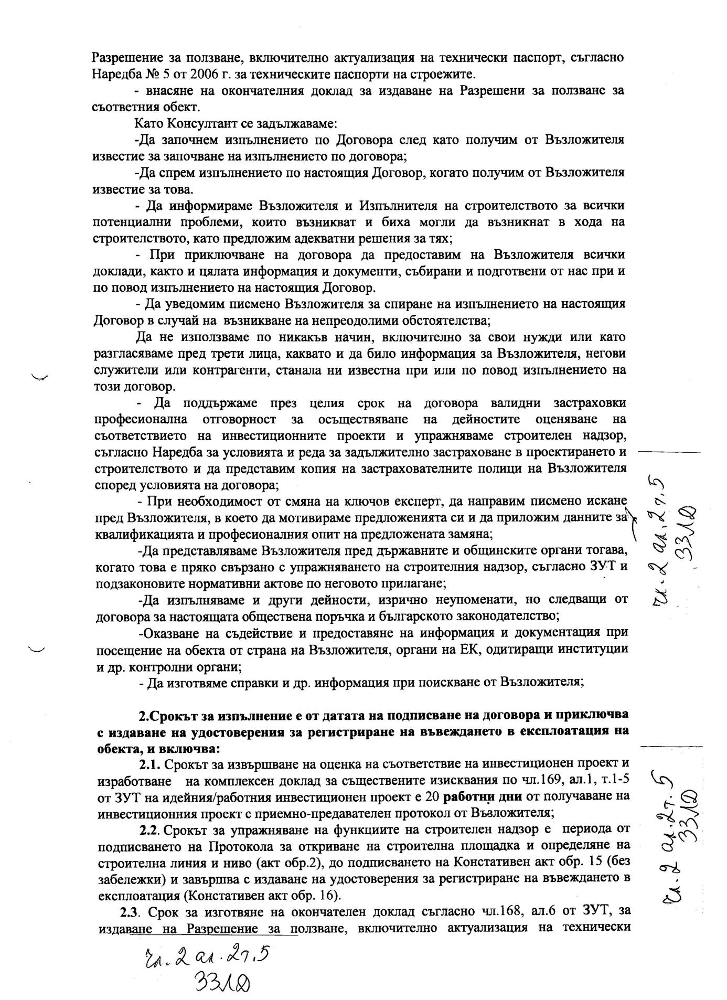 Разрешение за ползване, включително актуализация на технически паспорт, съгласно
Наредба № 5 от 2006 г. за техническите паспорти на строежите.
- внасяне на окончателния доклад за издаване на Разрешени за ползване за
съответния обект.
Като Консултант се задължаваме:
-Да започнем изпълнението по Договора след като получим от Възложителя
известие за започване на изпълнението по договора;
-Да спрем изпълнението по настоящия Договор, когато получим от Възложителя
известие за това.
- Да информираме Възложителя и Изпълнителя на строителството за всички
потенциални проблеми, които възникват и биха могли да възникнат в хода на
строителството, като предложим адекватни решения за тях;
- При приключване на договора да предоставим на Възложителя всички
доклади, както и цялата информация и документи, събирани и подготвени от нас при и
по повод изпълнението на настоящия Договор.
- Да уведомим писмено Възложителя за спиране на изпълнението на настоящия
Договор в случай на възникване на непреодолими обстоятелства;
Да не използваме по никакъв начин, включително за свои нужди или като
разгласяваме пред трети лица, каквато и да било информация за Възложителя, негови
служители или контрагенти, станала ни известна при или по повод изпълнението на
този договор.
- Да поддържаме през целия срок на договора валидни застраховки
професионална отговорност за осъществяване на дейностите оценяване на
съответствието на инвестиционните проекти и упражняваме строителен надзор,
съгласно Наредба за условията и реда за задължително застраховане в проектирането и
строителството и да представим копия на застрахователните полици на Възложителя
според условията на договора;
- При необходимост от смяна на ключов експерт, да направим писмено искане
пред Възложителя, в което да мотивираме предложенията си и да приложим данните за
квалификацията и професионалния опит на предложената замяна;
-Да представляваме Възложителя пред държавните и общинските органи тогава,
когато това е пряко свързано с упражняването на строителния надзор, съгласно ЗУТ и
подзаконовите нормативни актове по неговото прилагане;
-Да изпълняваме и други дейности, изрично неупоменати, но следващи от
договора за настоящата обществена поръчка и българското законодателство;
-Оказване на съдействие и предоставяне на информация и документация при
посещение на обекта от страна на Възложителя, органи на ЕК, одитиращи институции
и др. контролни органи;
- Да изготвяме справки и др. информация при поискване от Възложителя;
чл. 2 ал. 2 т. 5
ЗЗЛД
2.Срокът за изпълнение е от датата на подписване на договора и приключва
с издаване на удостоверения за регистриране на въвеждането в експлоатация на
обекта, и включва:
2.1. Срокът за извършване на оценка на съответствие на инвестиционен проект и
изработване на комплексен доклад за съществените изисквания по чл.169, ал.1, т.1-5
от ЗУТ на идейния/работния инвестиционен проект е 20 работни дни от получаване на
инвестиционния проект с приемно-предавателен протокол от Възложителя;
2.2. Срокът за упражняване на функциите на строителен надзор е периода от
подписването на Протокола за откриване на строителна площадка и определяне на
строителна линия и ниво (акт обр.2), до подписването на Констативен акт обр. 15 (без
забележки) и завършва с издаване на удостоверения за регистриране на въвеждането в
експлоатация (Констативен акт обр. 16).
2.3. Срок за изготвяне на окончателен доклад съгласно чл.168, ал.6 от ЗУТ, за
издаване на Разрешение за ползване, включително актуализация на технически
чл. 2 ал. 2 т. 5
ЗЗЛД
чл. 2 ал. 2 т. 5
ЗЗЛД